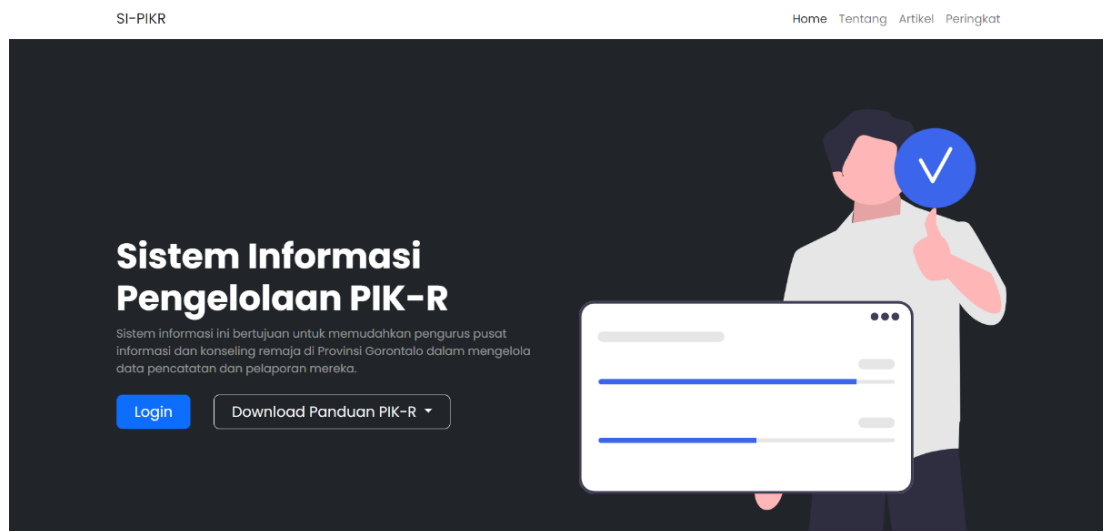 SI-PIKR
Home Tentang Artikel Peringkat
Sistem Informasi
Pengelolaan PIK-R
Sistem informasi ini bertujuan untuk memudahkan pengurus pusat
informasi dan konseling remaja di Provinsi Gorontalo dalam mengelola
data pencatatan dan pelaporan mereka.
Login
Download Panduan PIK-R